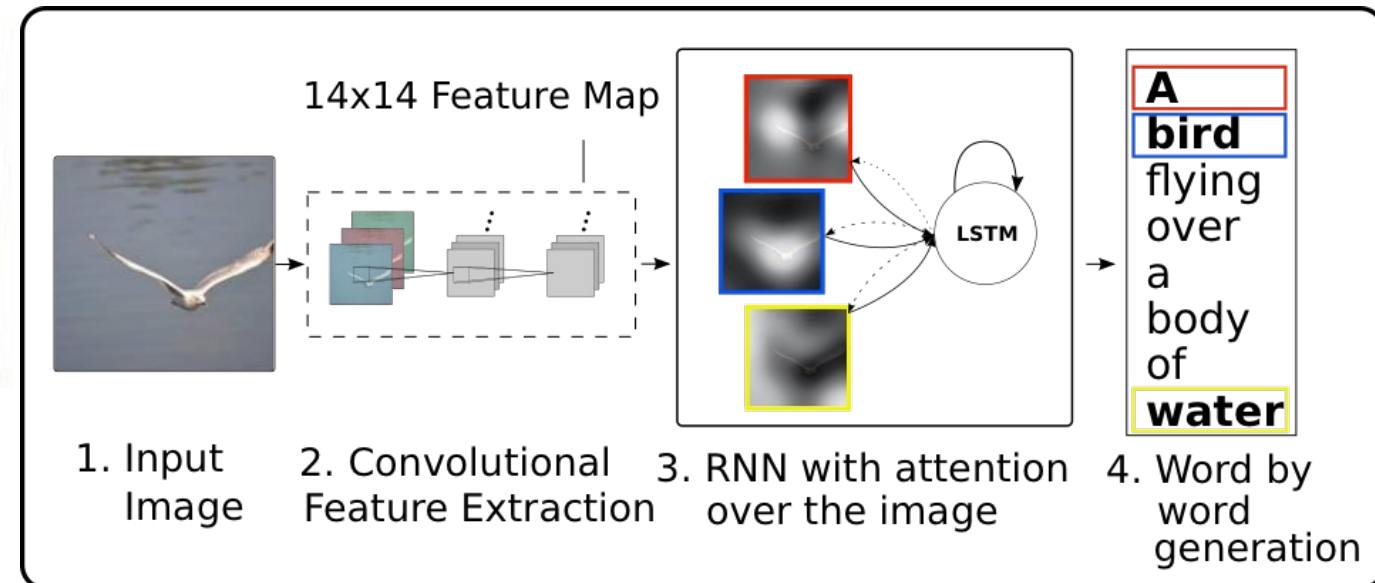 14x14 Feature Map
LSTM
A
bird
flying
over
a
body
of
water
1. Input
Image
2. Convolutional
Feature Extraction
3. RNN with attention
over the image
4. Word by
word
generation